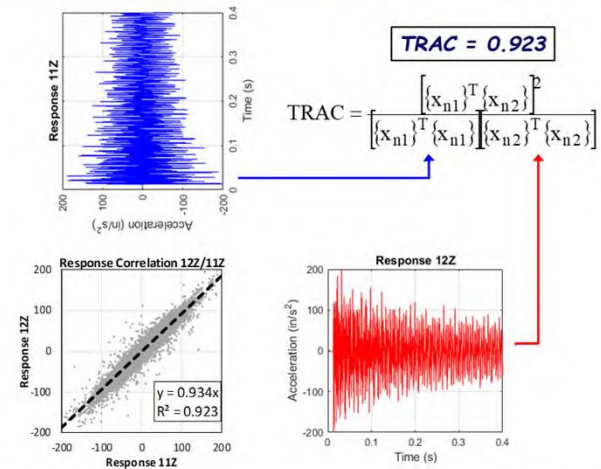 Response 11Z
200
100
0
-100
-200
Acceleration (in/s²)
0
0.1
0.2
0.3
0.4
Time (s)
TRAC = 0.923
TRAC = [{x_n1}^T {x_n2}]^2 / [{x_n1}^T {x_n1}][{x_n2}^T {x_n2}]
Response Correlation 12Z/11Z
200
100
0
-100
-200
Response 12Z
y = 0.934x
R² = 0.923
-200
-100
0
100
200
Response 11Z
Response 12Z
200
100
0
-100
-200
Acceleration (in/s²)
0
0.1
0.2
0.3
0.4
Time (s)